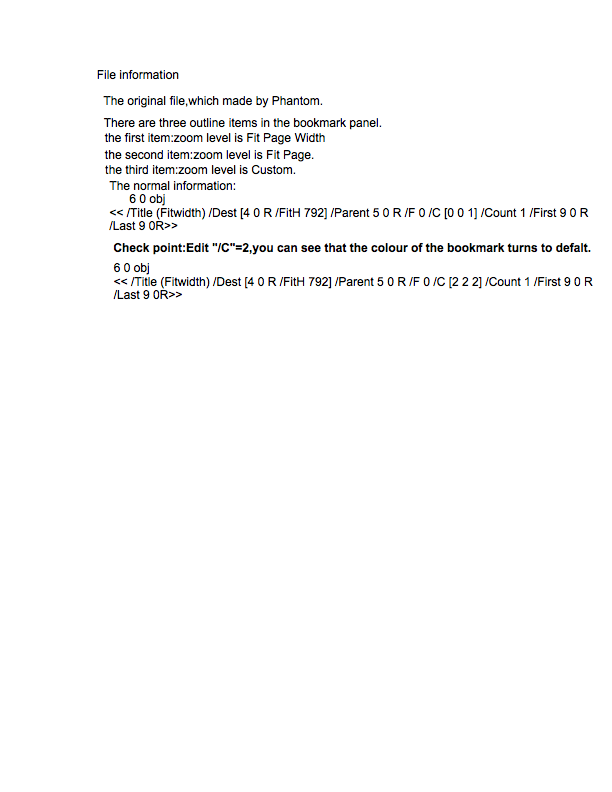 File information
The original file,which made by Phantom.
There are three outline items in the bookmark panel.
the first item:zoom level is Fit Page Width
the second item:zoom level is Fit Page.
the third item:zoom level is Custom.
The normal information:
6 0 obj
<< /Title (Fitwidth) /Dest [4 0 R /FitH 792] /Parent 5 0 R /F 0 /C [0 0 1] /Count 1 /First 9 0 R
/Last 9 0R>>
Check point:Edit "/C"=2,you can see that the colour of the bookmark turns to defalt.
6 0 obj
<< /Title (Fitwidth) /Dest [4 0 R /FitH 792] /Parent 5 0 R /F 0 /C [2 2 2] /Count 1 /First 9 0 R
/Last 9 0R>>